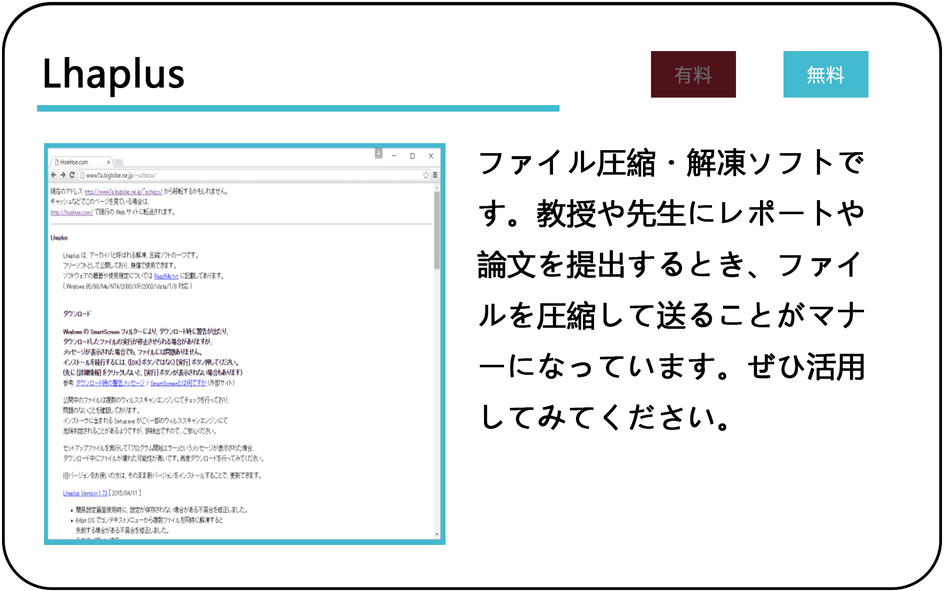 Lhaplus
有料
無料
ファイル圧縮・解凍ソフトで
す。教授や先生にレポートや
論文を提出するとき、ファイ
ルを圧縮して送ることがマナ
ーになっています。ぜひ活用
してみてください。
HoeHoe.com
www7a.biglobe.ne.jp/~schezo/
現在のアドレス http://www7a.biglobe.ne.jp/~schezo/ から移転するかもしれません。
キャッシュなどでこのページを見ている場合は、
http://hoehoe.com/ で現行の Web サイトに転送されます。
Lhaplus
Lhaplus は、アーカイバと呼ばれる解凍、圧縮ソフトの一つです。
フリーソフトとして公開しており、無償で使用できます。
ソフトウェアの概要や使用規定については ReadMe.txt に記載してあります。
( Windows 95/98/Me/NT4/2000/XP/2003/Vista/7/8 対応 )
ダウンロード
Windows の SmartScreen フィルターにより、ダウンロード時に警告が出たり、
ダウンロードしたファイルの実行が停止させられる場合がありますが、
メッセージが表示された場合でも、ファイルには問題ありません。
インストールを続行するには、([OK] ボタンではなく) [実行] ボタン押してください。
(先に [詳細情報] をクリックしないと、[実行] ボタンが表示されない場合もあります)
参考 ダウンロード時の警告メッセージ / SmartScreenとは何ですか (外部サイト)
公開中のファイルは複数のウィルススキャンエンジンにてチェックを行っており、
問題のないことを確認しております。
インストーラに含まれる Setup.exe がごく一部のウィルススキャンエンジンにて
危険判定されることがあるようですが、誤検出ですので、ご安心ください。
セットアップファイルを実行して「プログラム開始エラー」というメッセージが表示された場合、
ダウンロード中にファイルが壊れた可能性が高いです。再度ダウンロードを行ってみてください。
旧バージョンをお使いの方は、そのまま新バージョンをインストールすることで、更新できます。
Lhaplus Version 1.73 [ 2015/04/11 ]
簡易設定画面使用時に、設定が保存されない場合がある不具合を修正しました。
64bit OS でコンテキストメニューから複数ファイルを同時に解凍すると
失敗する場合がある不具合を修正しました。